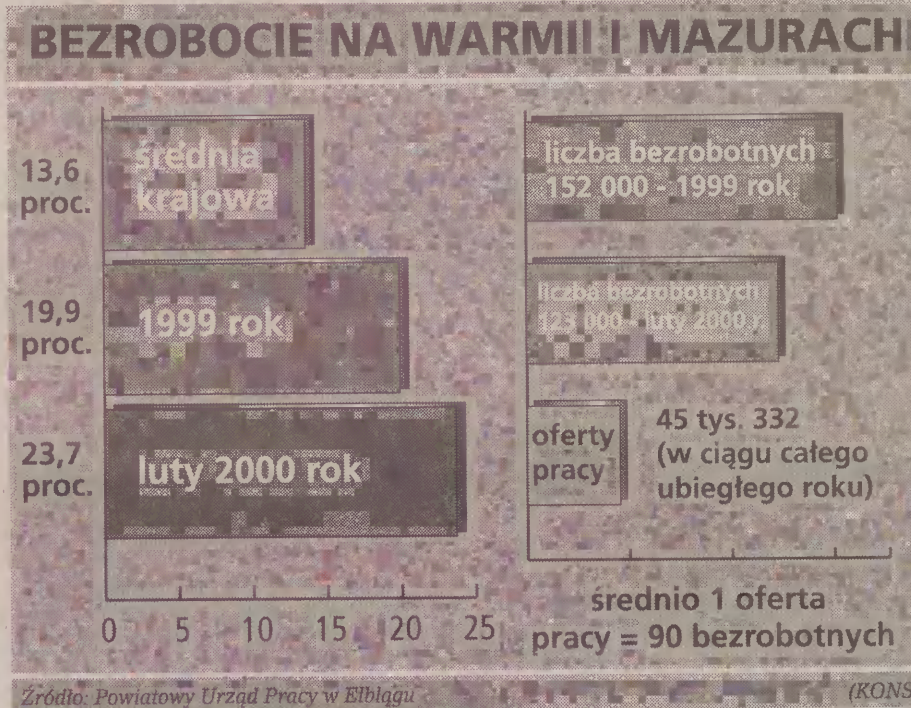 BEZROBOCIE NA WARMII I MAZURACH
13,6
proc.
średnia
krajowa
19,9
proc.
1999 rok
23,7
proc.
luty 2000 rok
0 5 10 15 20 25
liczba bezrobotnych
152 000 - 1999 rok
liczba bezrobotnych
123 000 - luty 2000 r.
oferty
pracy
45 tys. 332
(w ciągu całego
ubiegłego roku)
średnio 1 oferta
pracy = 90 bezrobotnych
Źródło: Powiatowy Urząd Pracy w Elblągu
(KONS